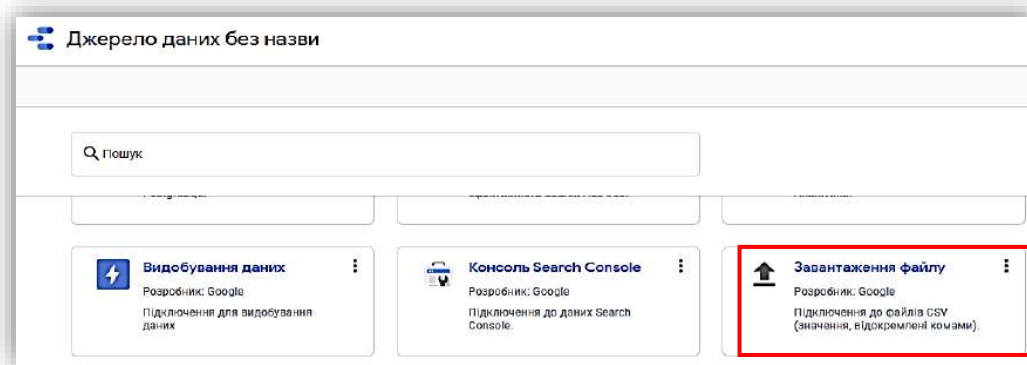 Джерело даних без назви
Пошук
Видобування даних
Розробник: Google
Підключення для видобування
даних
Консоль Search Console
Розробник: Google
Підключення до даних Search
Console.
Завантаження файлу
Розробник: Google
Підключення до файлів CSV
(значення, відокремлені комами).